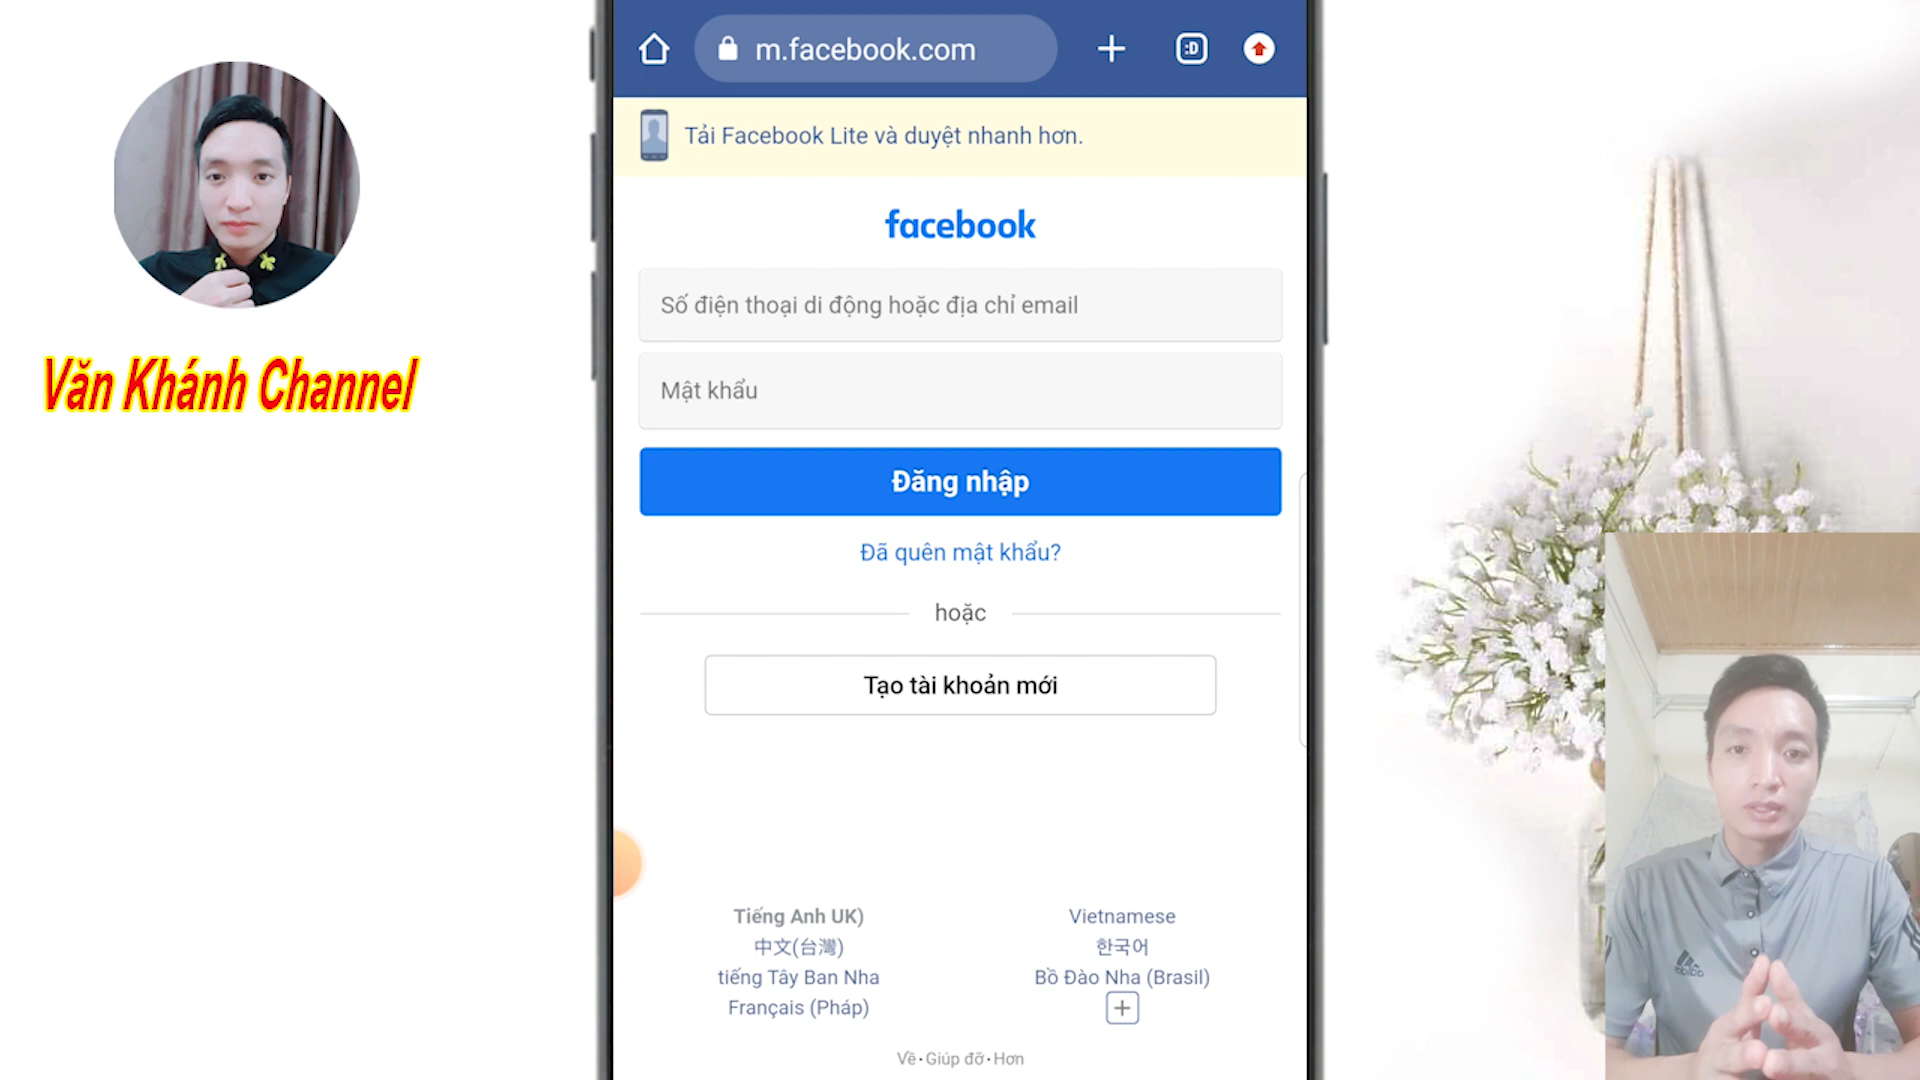 m.facebook.com
:D
Tải Facebook Lite và duyệt nhanh hơn.
facebook
Số điện thoại di động hoặc địa chỉ email
Mật khẩu
Đăng nhập
Đã quên mật khẩu?
hoặc
Tạo tài khoản mới
Tiếng Anh UK)
Vietnamese
中文(台灣)
한국어
tiếng Tây Ban Nha
Bồ Đào Nha (Brasil)
Français (Pháp)
Về · Giúp đỡ · Hơn
Văn Khánh Channel